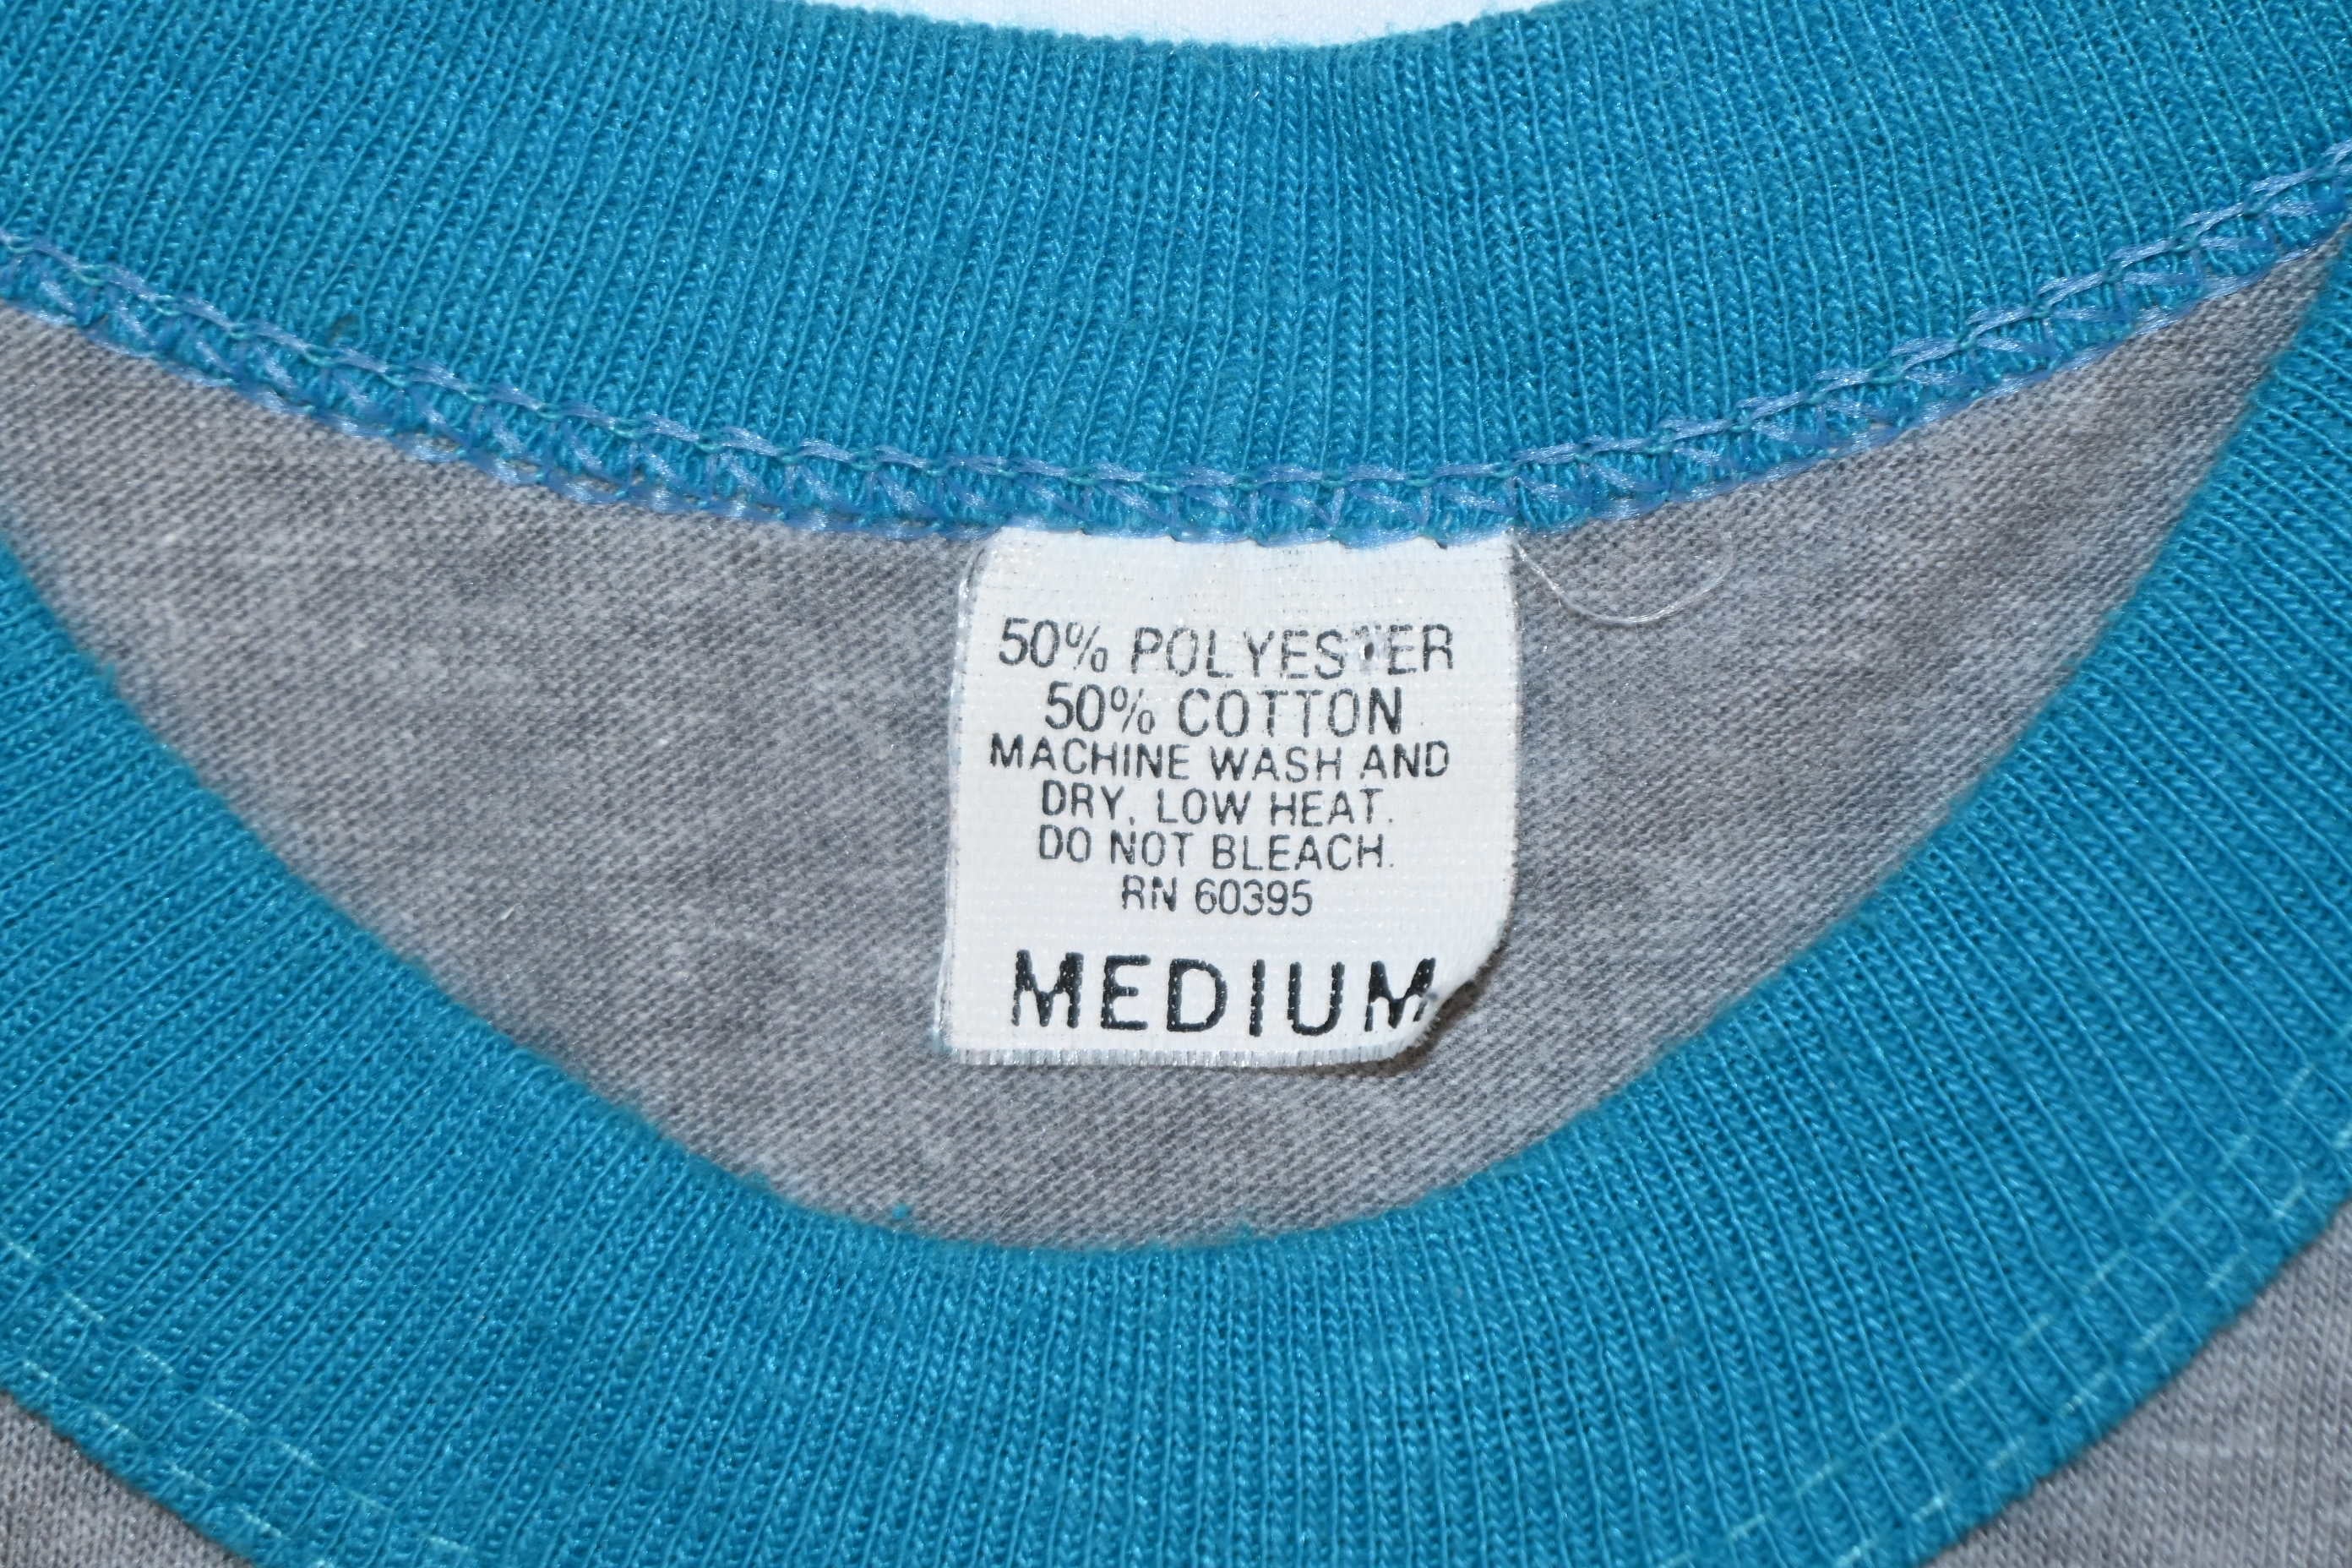 50% POLYESTER
50% COTTON
MACHINE WASH AND
DRY, LOW HEAT.
DO NOT BLEACH.
RN 60395
MEDIUM